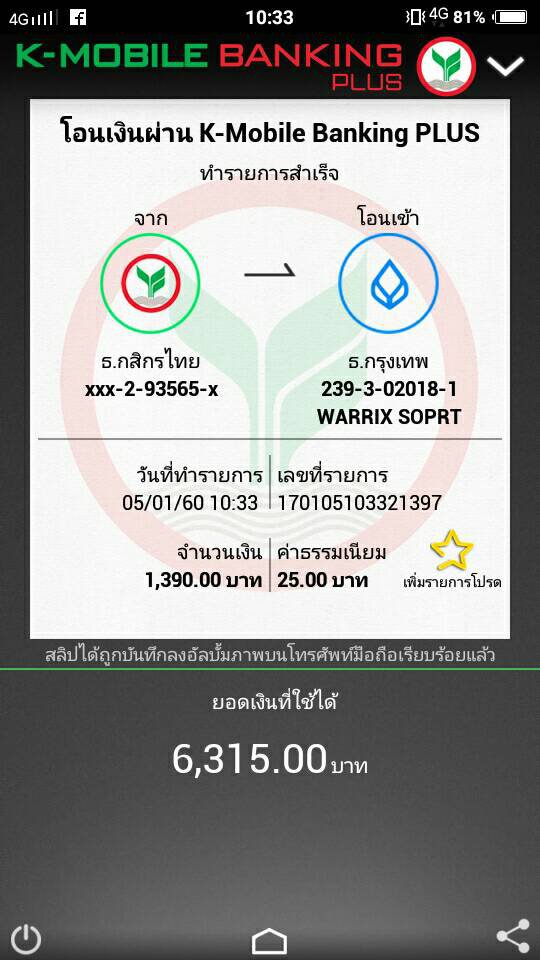 4G 10:33 4G 81%
K-MOBILE BANKING
PLUS
โอนเงินผ่าน K-Mobile Banking PLUS
ทำรายการสำเร็จ
จาก โอนเข้า
ธ.กสิกรไทย ธ.กรุงเทพ
xxx-2-93565-x 239-3-02018-1
WARRIX SOPRT
วันที่ทำรายการ เลขที่รายการ
05/01/60 10:33 170105103321397
จำนวนเงิน ค่าธรรมเนียม
1,390.00 บาท 25.00 บาท
เพิ่มรายการโปรด
สลิปได้ถูกบันทึกลงอัลบั้มภาพบนโทรศัพท์มือถือเรียบร้อยแล้ว
ยอดเงินที่ใช้ได้
6,315.00 บาท